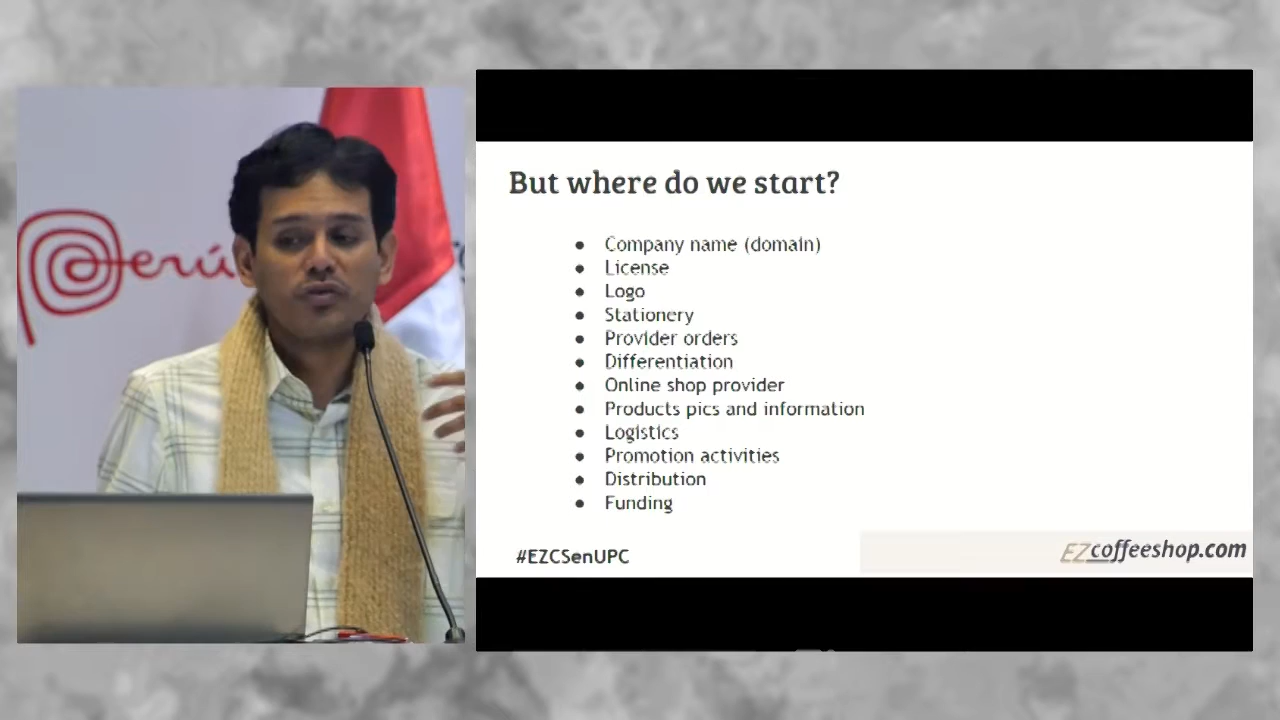 Perú
But where do we start?
● Company name (domain)
● License
● Logo
● Stationery
● Provider orders
● Differentiation
● Online shop provider
● Products pics and information
● Logistics
● Promotion activities
● Distribution
● Funding
#EZCSenUPC
EZcoffeeshop.com